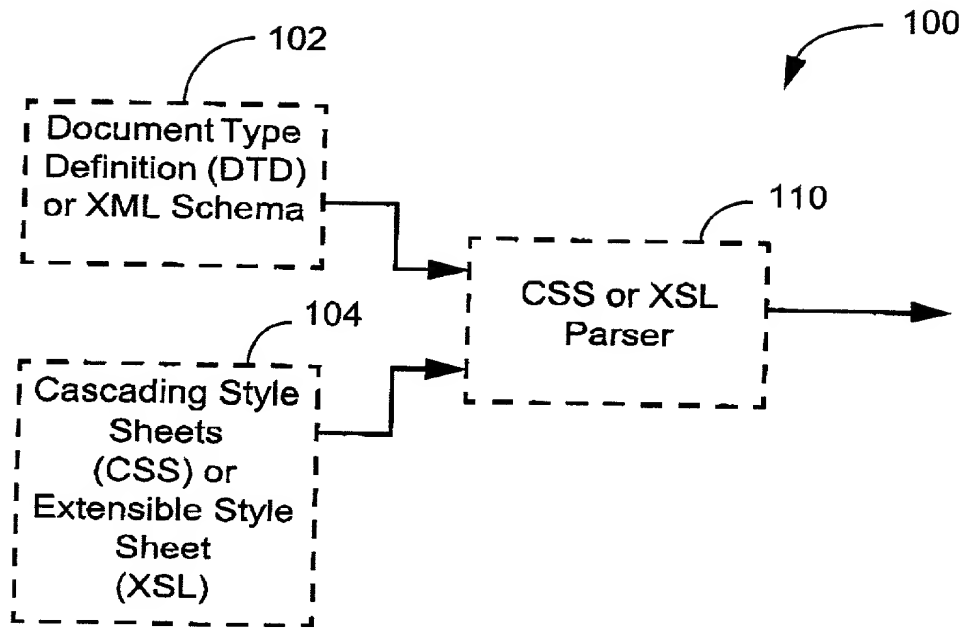 102
100
Document Type
Definition (DTD)
or XML Schema
110
CSS or XSL
Parser
104
Cascading Style
Sheets
(CSS) or
Extensible Style
Sheet
(XSL)